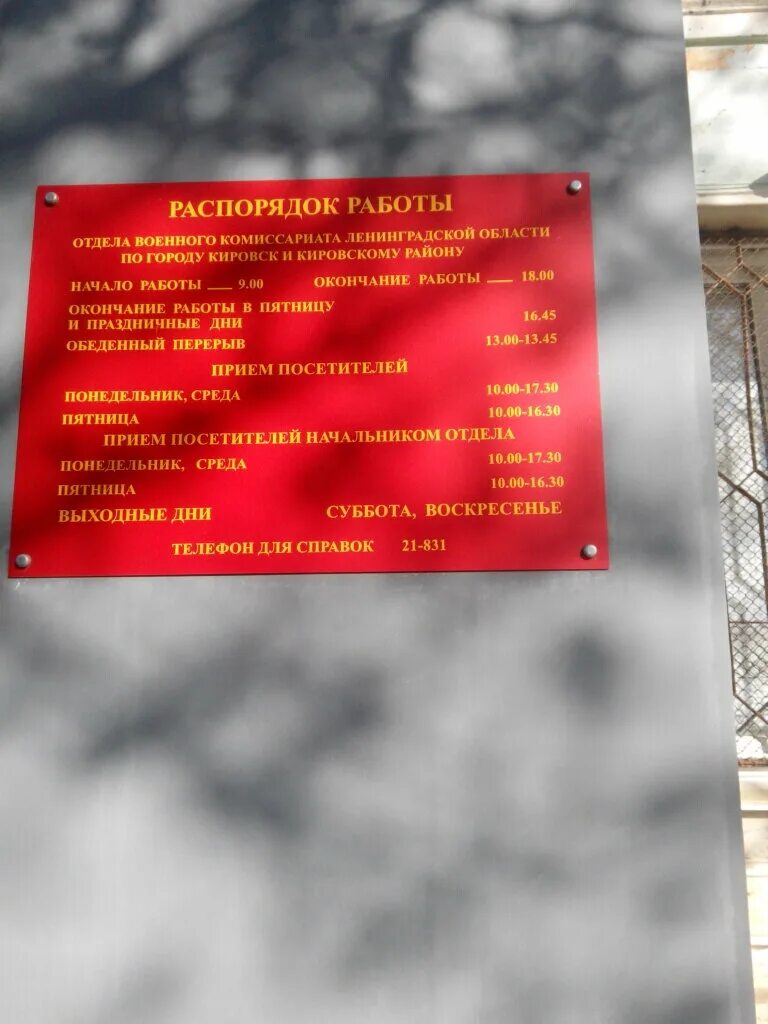 РАСПОРЯДОК РАБОТЫ
ОТДЕЛА ВОЕННОГО КОМИССАРИАТА ЛЕНИНГРАДСКОЙ ОБЛАСТИ
ПО ГОРОДУ КИРОВСК И КИРОВСКОМУ РАЙОНУ
НАЧАЛО РАБОТЫ __ 9.00 ОКОНЧАНИЕ РАБОТЫ __ 18.00
ОКОНЧАНИЕ РАБОТЫ В ПЯТНИЦУ
И ПРАЗДНИЧНЫЕ ДНИ 16.45
ОБЕДЕННЫЙ ПЕРЕРЫВ 13.00-13.45
ПРИЕМ ПОСЕТИТЕЛЕЙ
ПОНЕДЕЛЬНИК, СРЕДА 10.00-17.30
ПЯТНИЦА 10.00-16.30
ПРИЕМ ПОСЕТИТЕЛЕЙ НАЧАЛЬНИКОМ ОТДЕЛА
ПОНЕДЕЛЬНИК, СРЕДА 10.00-17.30
ПЯТНИЦА 10.00-16.30
ВЫХОДНЫЕ ДНИ СУББОТА, ВОСКРЕСЕНЬЕ
ТЕЛЕФОН ДЛЯ СПРАВОК 21-831